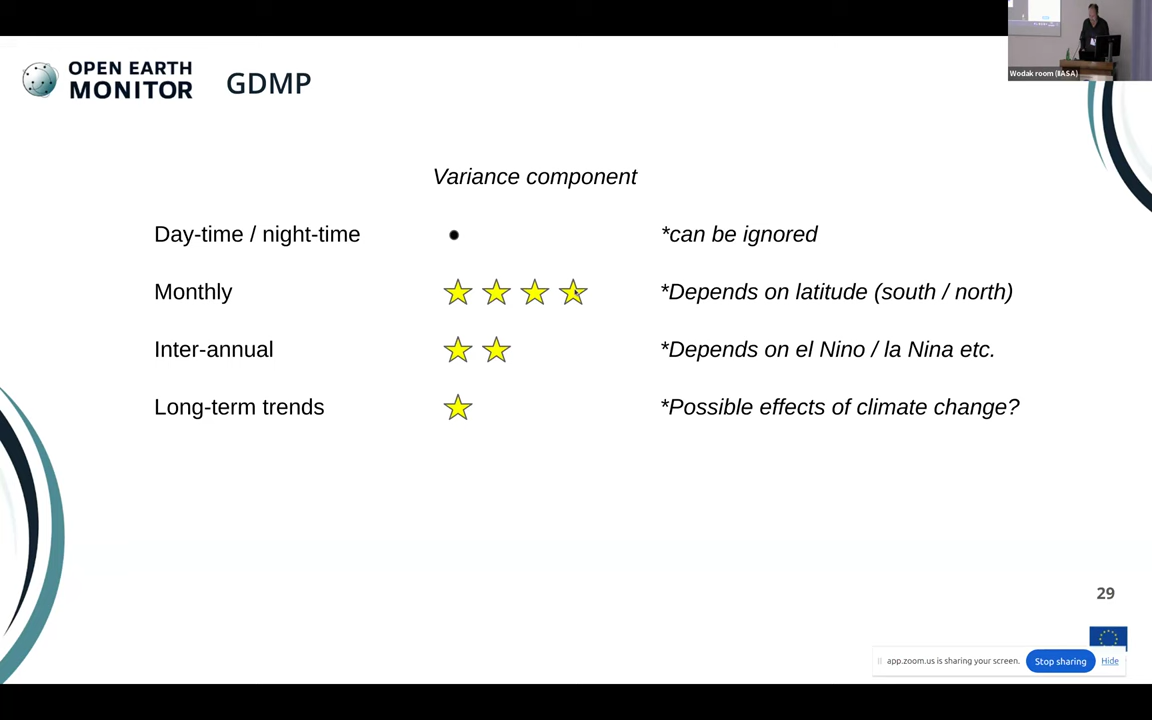 Wodak room (IIASA)
OPEN EARTH
MONITOR
GDMP
Variance component
Day-time / night-time
*can be ignored
Monthly
*Depends on latitude (south / north)
Inter-annual
*Depends on el Nino / la Nina etc.
Long-term trends
*Possible effects of climate change?
29
app.zoom.us is sharing your screen.
Stop sharing
Hide